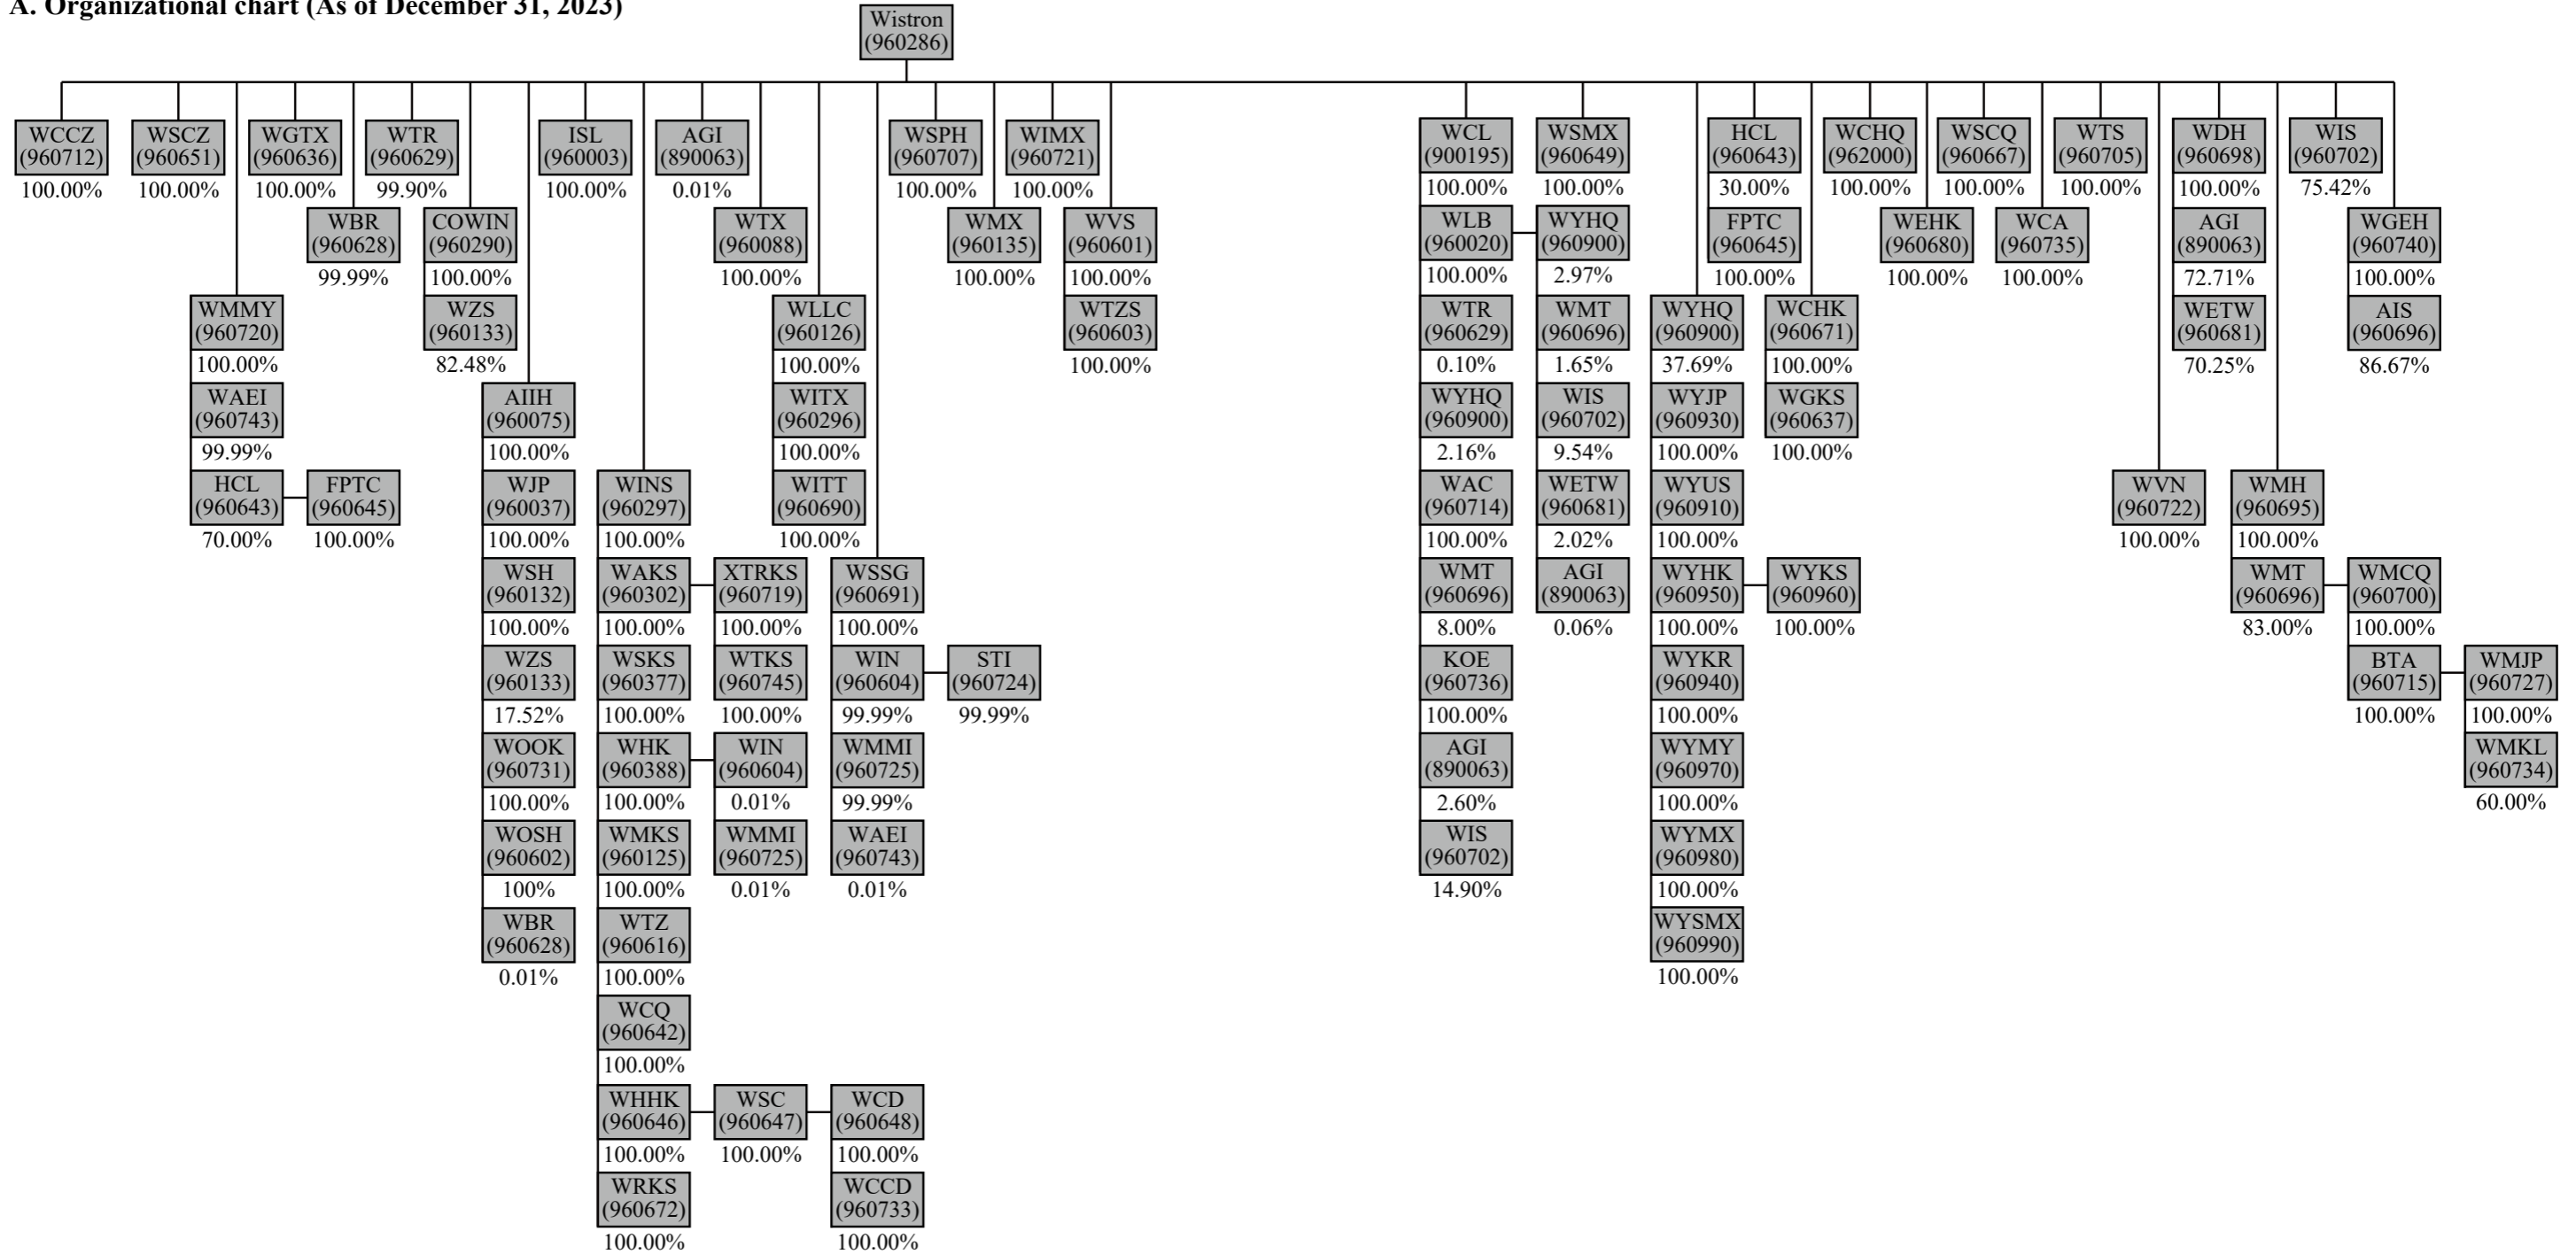 A. Organizational chart (As of December 31, 2023)
Wistron
(960286)
WCCZ
(960712)
100.00%
WSCZ
(960651)
100.00%
WMMY
(960720)
100.00%
WAEI
(960743)
99.99%
HCL
(960643)
70.00%
FPTC
(960645)
100.00%
WGTX
(960636)
100.00%
WBR
(960628)
99.99%
WTR
(960629)
99.90%
COWIN
(960290)
100.00%
WZS
(960133)
82.48%
AIIH
(960075)
100.00%
WJP
(960037)
100.00%
WSH
(960132)
100.00%
WZS
(960133)
17.52%
WOOK
(960731)
100.00%
WOSH
(960602)
100%
WBR
(960628)
0.01%
ISL
(960003)
100.00%
WINS
(960297)
100.00%
WAKS
(960302)
100.00%
XTRKS
(960719)
100.00%
WTKS
(960745)
100.00%
WSKS
(960377)
100.00%
WHK
(960388)
100.00%
WIN
(960604)
0.01%
WMMI
(960725)
0.01%
WMKS
(960125)
100.00%
WTZ
(960616)
100.00%
WCQ
(960642)
100.00%
WHHK
(960646)
100.00%
WSC
(960647)
100.00%
WCD
(960648)
100.00%
WCCD
(960733)
100.00%
WRKS
(960672)
100.00%
AGI
(890063)
0.01%
WTX
(960088)
100.00%
WLLC
(960126)
100.00%
WITX
(960296)
100.00%
WITT
(960690)
100.00%
WSSG
(960691)
100.00%
WIN
(960604)
99.99%
STI
(960724)
99.99%
WMMI
(960725)
99.99%
WAEI
(960743)
0.01%
WSPH
(960707)
100.00%
WMX
(960135)
100.00%
WIMX
(960721)
100.00%
WVS
(960601)
100.00%
WTZS
(960603)
100.00%
WCL
(900195)
100.00%
WLB
(960020)
100.00%
WTR
(960629)
0.10%
WYHQ
(960900)
2.16%
WAC
(960714)
100.00%
WMT
(960696)
8.00%
KOE
(960736)
100.00%
AGI
(890063)
2.60%
WIS
(960702)
14.90%
WSMX
(960649)
100.00%
WYHQ
(960900)
2.97%
WMT
(960696)
1.65%
WIS
(960702)
9.54%
WETW
(960681)
2.02%
AGI
(890063)
0.06%
WYHQ
(960900)
37.69%
WYJP
(960930)
100.00%
WYUS
(960910)
100.00%
WYHK
(960950)
100.00%
WYKS
(960960)
100.00%
WYKR
(960940)
100.00%
WYMY
(960970)
100.00%
WYMX
(960980)
100.00%
WYSMX
(960990)
100.00%
HCL
(960643)
30.00%
FPTC
(960645)
100.00%
WCHK
(960671)
100.00%
WGKS
(960637)
100.00%
WCHQ
(962000)
100.00%
WEHK
(960680)
100.00%
WSCQ
(960667)
100.00%
WCA
(960735)
100.00%
WTS
(960705)
100.00%
WVN
(960722)
100.00%
WDH
(960698)
100.00%
AGI
(890063)
72.71%
WETW
(960681)
70.25%
WMH
(960695)
100.00%
WMT
(960696)
83.00%
WMCQ
(960700)
100.00%
BTA
(960715)
100.00%
WMJP
(960727)
100.00%
WMKL
(960734)
60.00%
WIS
(960702)
75.42%
WGEH
(960740)
100.00%
AIS
(960696)
86.67%